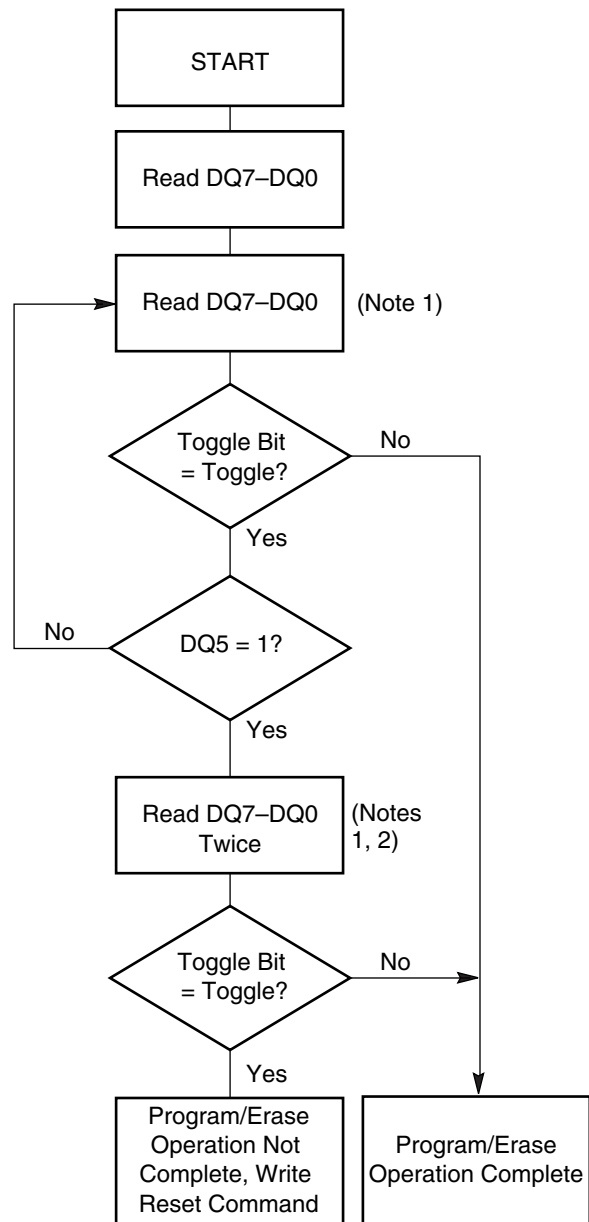 START
Read DQ7–DQ0
Read DQ7–DQ0
(Note 1)
Toggle Bit
= Toggle?
No
Yes
No
DQ5 = 1?
Yes
Read DQ7–DQ0
Twice
(Notes
1, 2)
Toggle Bit
= Toggle?
No
Yes
Program/Erase
Operation Not
Complete, Write
Reset Command
Program/Erase
Operation Complete